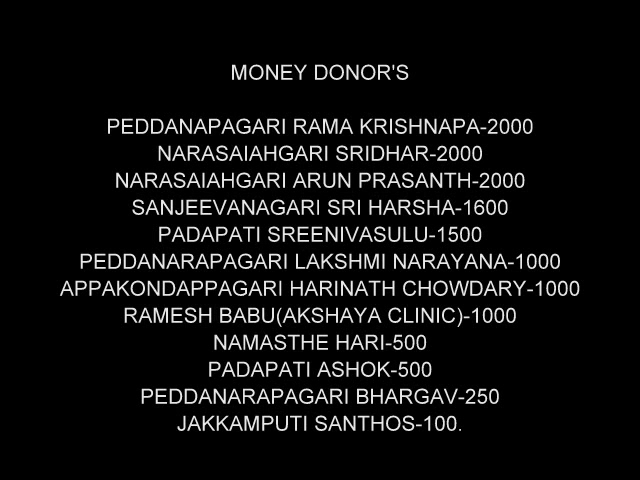 MONEY DONOR'S
PEDDANAPAGARI RAMA KRISHNAPA-2000
NARASAIAHGARI SRIDHAR-2000
NARASAIAHGARI ARUN PRASANTH-2000
SANJEEVANAGARI SRI HARSHA-1600
PADAPATI SREENIVASULU-1500
PEDDANARAPAGARI LAKSHMI NARAYANA-1000
APPAKONDAPPAGARI HARINATH CHOWDARY-1000
RAMESH BABU(AKSHAYA CLINIC)-1000
NAMASTHE HARI-500
PADAPATI ASHOK-500
PEDDANARAPAGARI BHARGAV-250
JAKKAMPUTI SANTHOS-100.